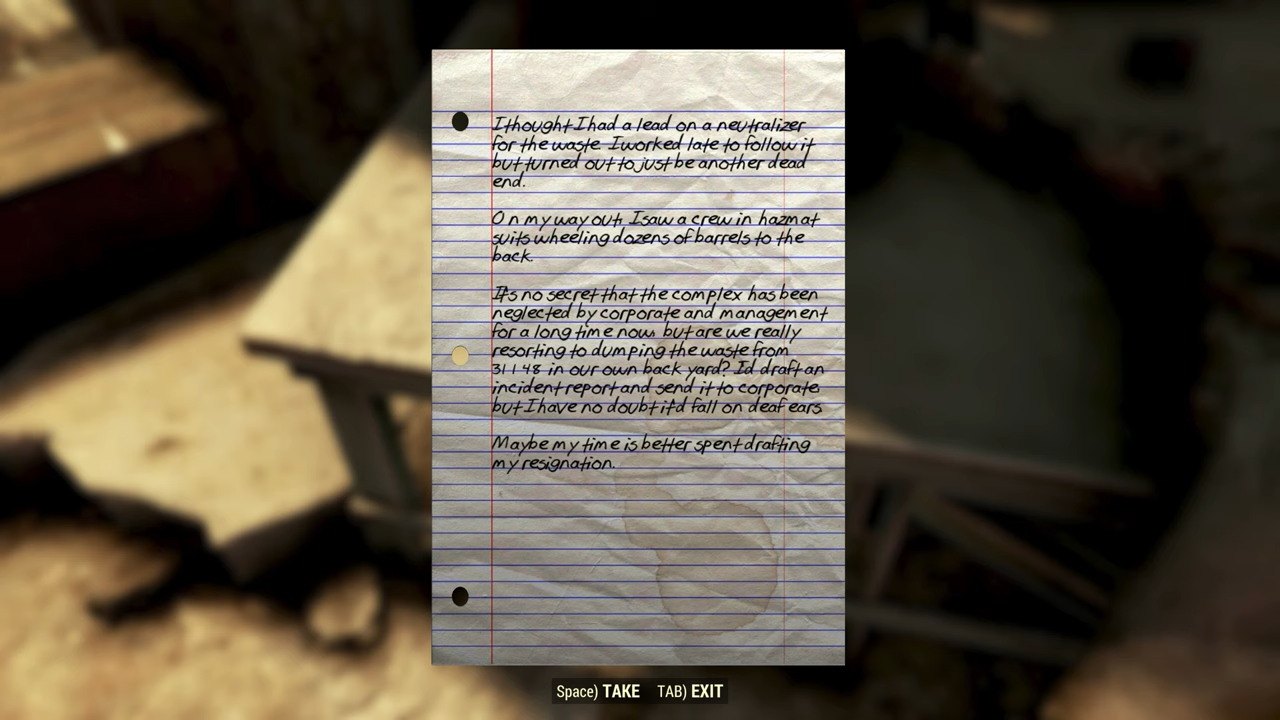 I thought I had a lead on a neutralizer
for the waste. I worked late to follow it
but turned out to just be another dead
end.
On my way out, I saw a crew in hazmat
suits wheeling dozens of barrels to the
back.
It's no secret that the complex has been
neglected by corporate and management
for a long time now, but are we really
resorting to dumping the waste from
31148 in our own back yard? I'd draft an
incident report and send it to corporate
but I have no doubt it'd fall on deaf ears.
Maybe my time is better spent drafting
my resignation.
Space) TAKE TAB) EXIT